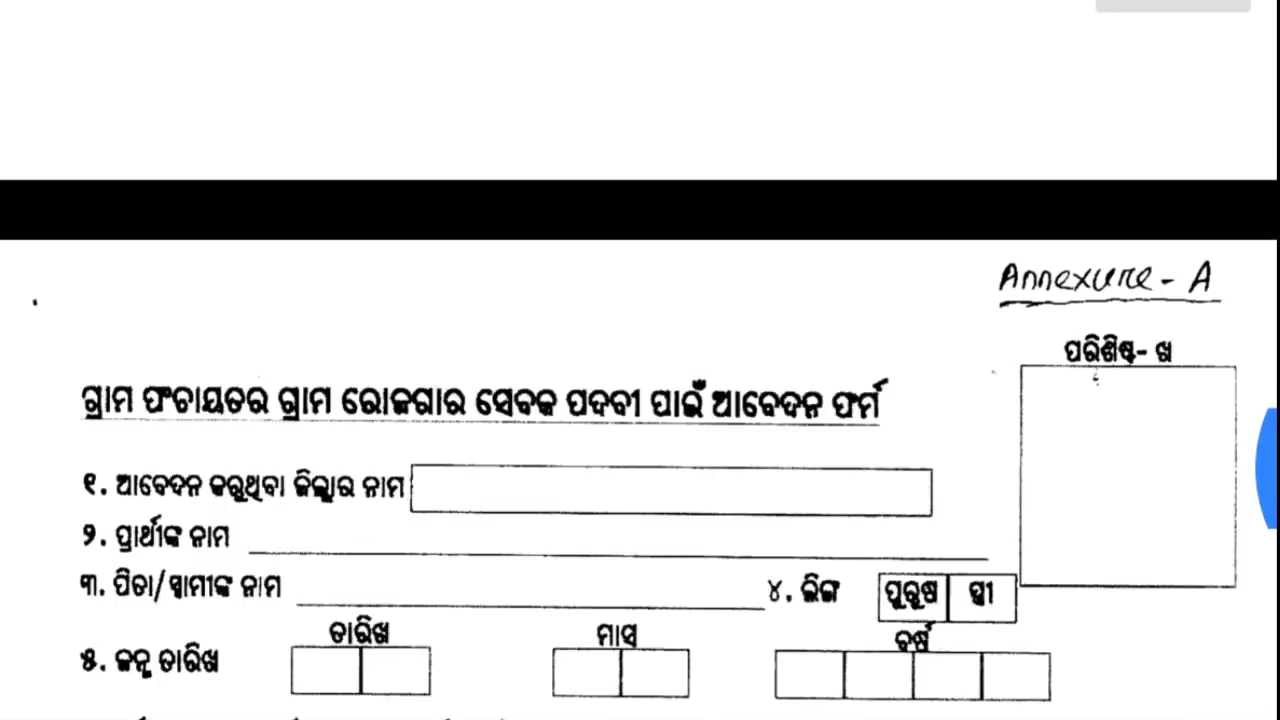 Annexure - A
ପରିଶିଷ୍ଟ - ଖ
ଗ୍ରାମ ପଂଚାୟତର ଗ୍ରାମ ରୋଜଗାର ସେବକ ପଦବୀ ପାଇଁ ଆବେଦନ ଫର୍ମ
୧. ଆବେଦନ କରୁଥିବା ଜିଲ୍ଲାର ନାମ
୨. ପ୍ରାର୍ଥୀଙ୍କ ନାମ
୩. ପିତା/ସ୍ୱାମୀଙ୍କ ନାମ ୪. ଲିଙ୍ଗ ପୁରୁଷ ସ୍ତ୍ରୀ
ତାରିଖ ମାସ ବର୍ଷ
୫. ଜନ୍ମ ତାରିଖ